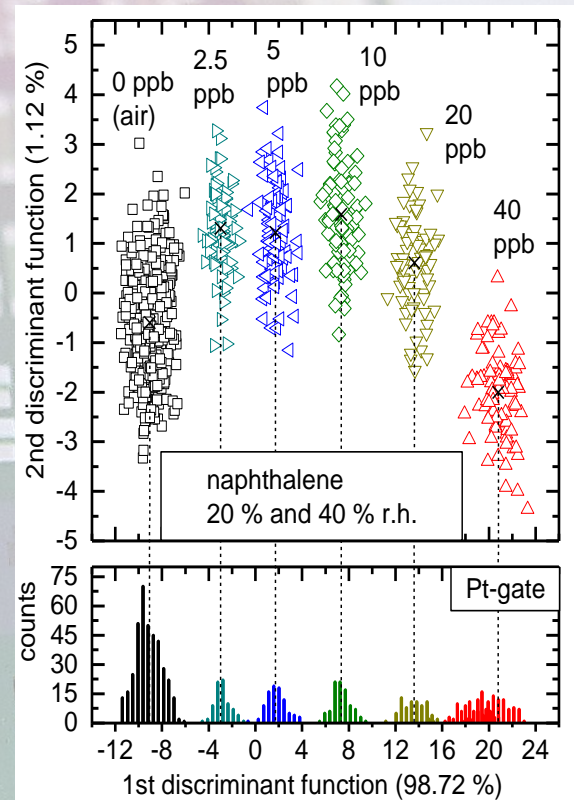 0 ppb
(air)
2.5
ppb
5
ppb
10
ppb
20
ppb
40
ppb
2nd discriminant function (1.12 %)
5
4
3
2
1
0
-1
-2
-3
-4
-5
naphthalene
20 % and 40 % r.h.
counts
75
60
45
30
15
0
Pt-gate
-12 -8 -4 0 4 8 12 16 20 24
1st discriminant function (98.72 %)